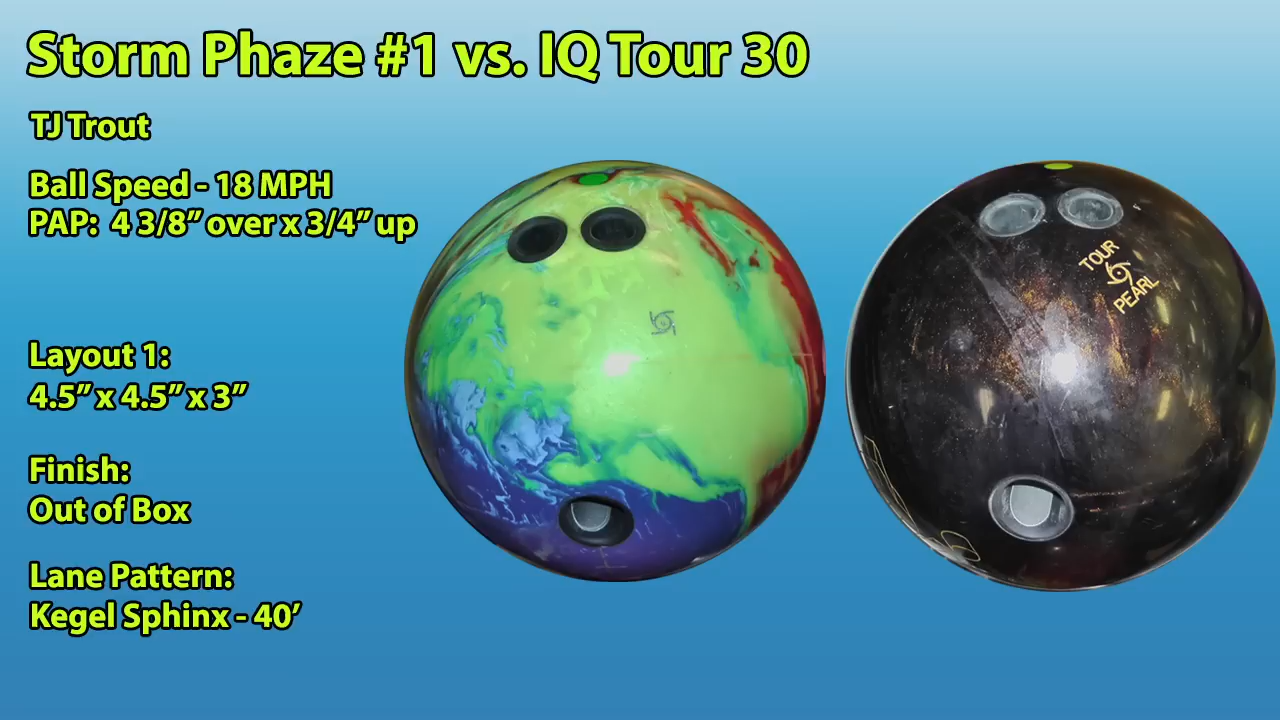 Storm Phaze #1 vs. IQ Tour 30
TJ Trout
Ball Speed - 18 MPH
PAP: 4 3/8” over x 3/4” up
Layout 1:
4.5” x 4.5” x 3”
Finish:
Out of Box
Lane Pattern:
Kegel Sphinx - 40’
TOUR
PEARL